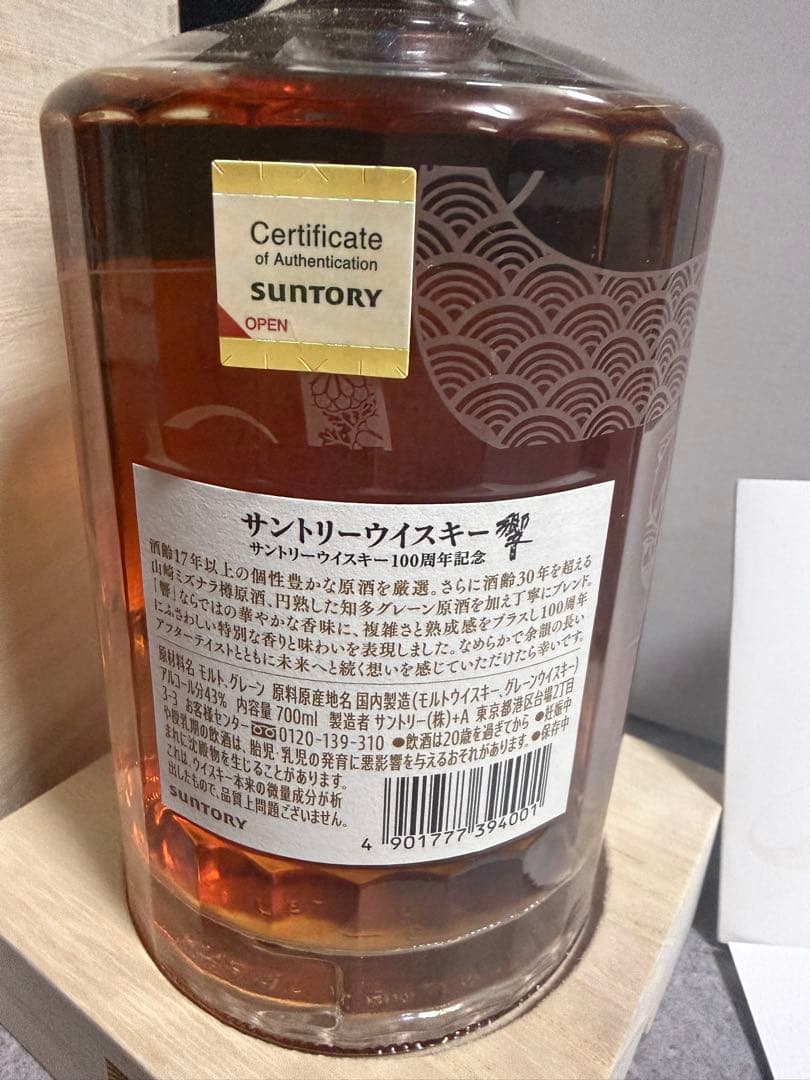 Certificate
of Authentication
SUNTORY
OPEN
サントリーウイスキー 響
サントリーウイスキー100周年記念
酒齢17年以上の個性豊かな原酒を厳選。さらに酒齢30年を超える
山崎ミズナラ樽原酒、円熟した知多グレーン原酒を加え丁寧にブレンド。
「響」ならではの華やかな香味に、複雑さと熟成感をプラスし100周年
にふさわしい特別な香りと味わいを表現しました。なめらかで余韻の長い
アフターテイストとともに未来へと続く想いを感じていただけたら幸いです。
原材料名 モルト、グレーン 原料原産地名 国内製造(モルトウイスキー、グレーンウイスキー)
アルコール分43% 内容量 700ml 製造者 サントリー(株)+A 東京都港区台場2丁目
3-3 お客様センター 0120-139-310 ●飲酒は20歳を過ぎてから ●妊娠中
や授乳期の飲酒は、胎児・乳児の発育に悪影響を与えるおそれがあります。●保存中
まれに沈殿物を生じることがあります。
これは、ウイスキー本来の微量成分が析
出したもので、品質上問題ございません。
SUNTORY
4 901777 394001